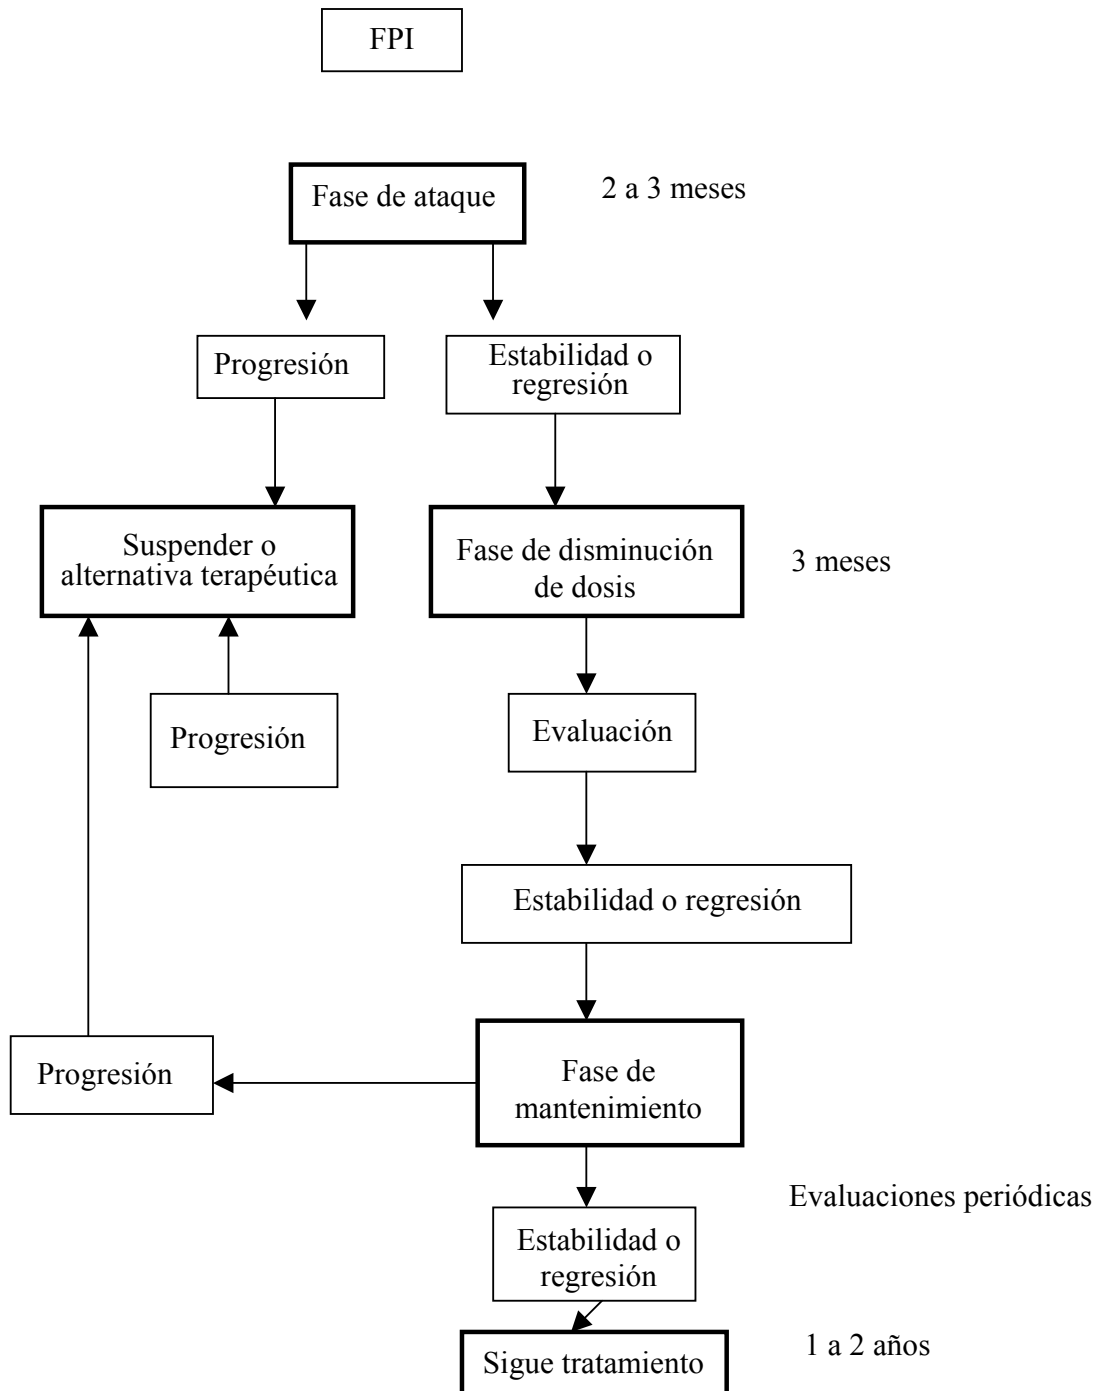 FPI
Fase de ataque
2 a 3 meses
Progresión
Estabilidad o
regresión
Suspender o
alternativa terapéutica
Fase de disminución
de dosis
3 meses
Progresión
Evaluación
Estabilidad o regresión
Progresión
Fase de
mantenimiento
Evaluaciones periódicas
Estabilidad o
regresión
Sigue tratamiento
1 a 2 años